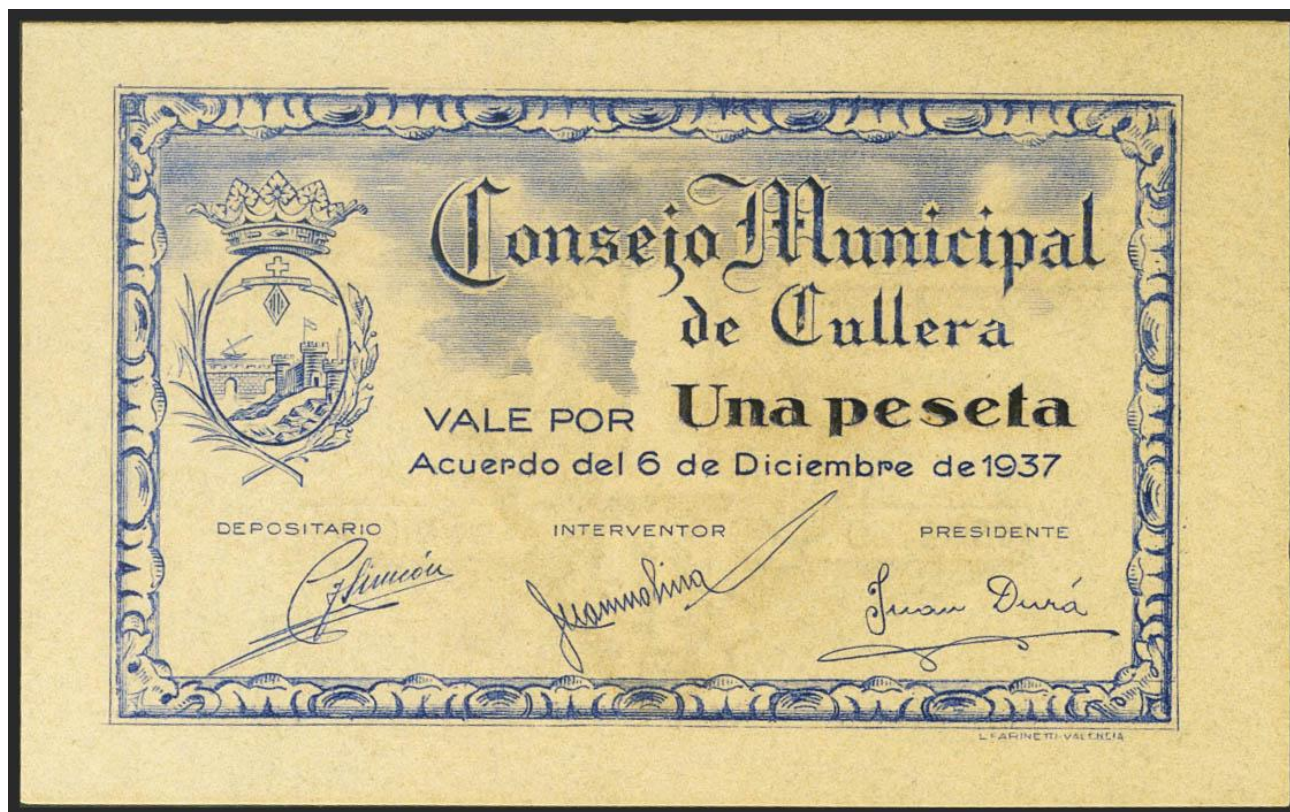 Consejo Municipal
de Cullera
VALE POR Una peseta
Acuerdo del 6 de Diciembre de 1937
DEPOSITARIO INTERVENTOR PRESIDENTE
Juan Durá
VALENCIA